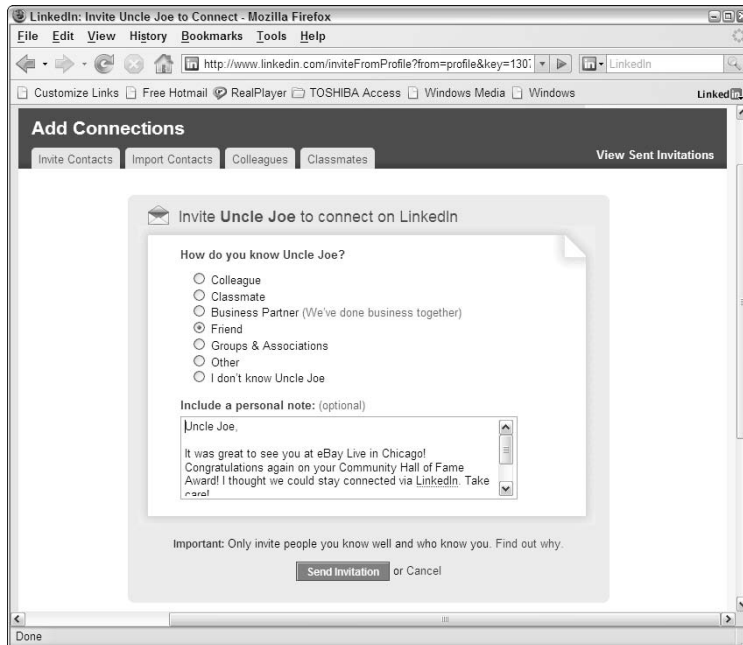 LinkedIn: Invite Uncle Joe to Connect - Mozilla Firefox
File Edit View History Bookmarks Tools Help
http://www.linkedin.com/inviteFromProfile?from=profile&key=130 LinkedIn
Customize Links Free Hotmail RealPlayer TOSHIBA Access Windows Media Windows Linked
Add Connections
Invite Contacts Import Contacts Colleagues Classmates View Sent Invitations
Invite Uncle Joe to connect on LinkedIn
How do you know Uncle Joe?
Colleague
Classmate
Business Partner (We've done business together)
Friend
Groups & Associations
Other
I don't know Uncle Joe
Include a personal note: (optional)
Uncle Joe,
It was great to see you at eBay Live in Chicago!
Congratulations again on your Community Hall of Fame
Award! I thought we could stay connected via LinkedIn. Take
care!
Important: Only invite people you know well and who know you. Find out why.
Send Invitation or Cancel
Done